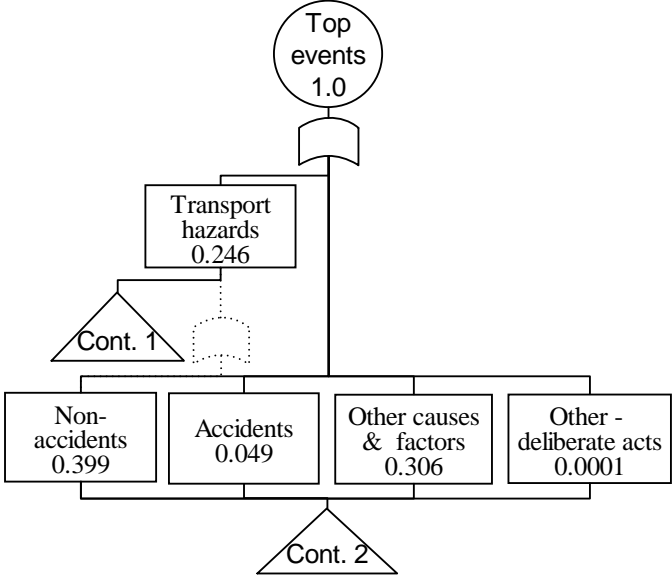 Top
events
1.0
Transport
hazards
0.246
Cont. 1
Non-
accidents
0.399
Accidents
0.049
Other causes
& factors
0.306
Other -
deliberate acts
0.0001
Cont. 2